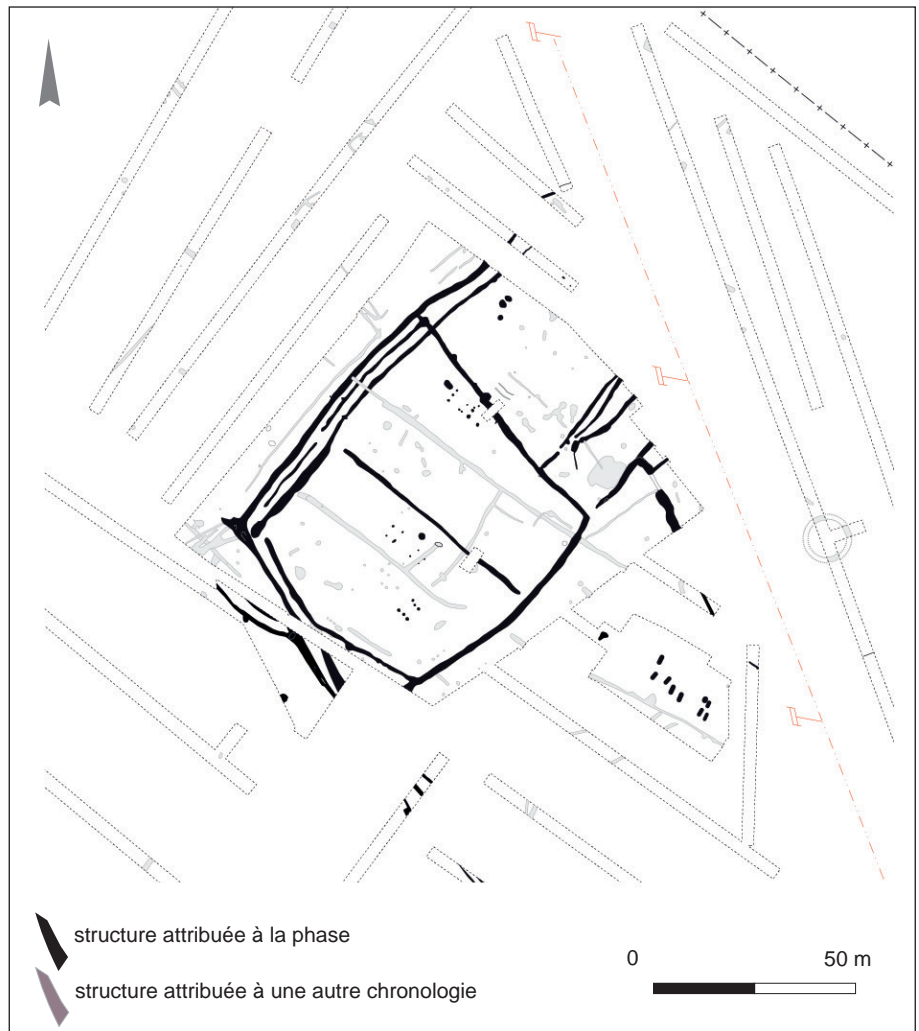 structure attribuée à la phase
structure attribuée à une autre chronologie
0 50 m